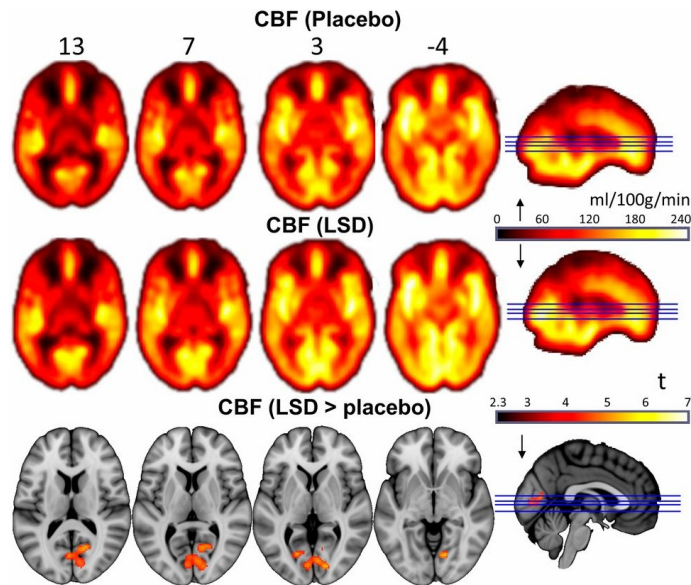 CBF (Placebo)
13 7 3 -4
ml/100g/min
0 60 120 180 240
CBF (LSD)
t
2.3 3 4 5 6 7
CBF (LSD > placebo)